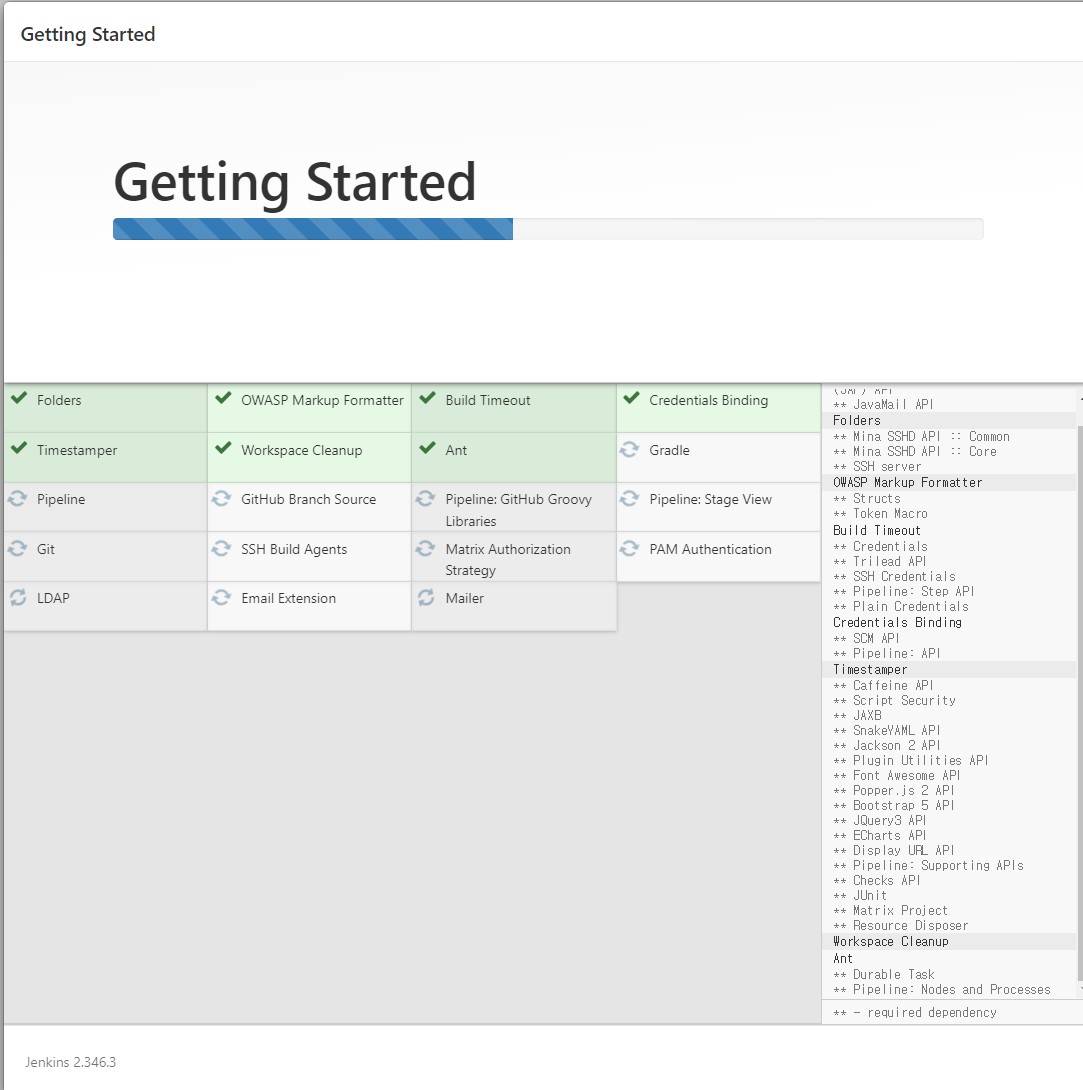 Getting Started
Getting Started
Folders
OWASP Markup Formatter
Build Timeout
Credentials Binding
Timestamper
Workspace Cleanup
Ant
Gradle
Pipeline
GitHub Branch Source
Pipeline: GitHub Groovy
Libraries
Pipeline: Stage View
Git
SSH Build Agents
Matrix Authorization
Strategy
PAM Authentication
LDAP
Email Extension
Mailer
(JAF) API
** JavaMail API
Folders
** Mina SSHD API :: Common
** Mina SSHD API :: Core
** SSH server
OWASP Markup Formatter
** Structs
** Token Macro
Build Timeout
** Credentials
** Trilead API
** SSH Credentials
** Pipeline: Step API
** Plain Credentials
Credentials Binding
** SCM API
** Pipeline: API
Timestamper
** Caffeine API
** Script Security
** JAXB
** SnakeYAML API
** Jackson 2 API
** Plugin Utilities API
** Font Awesome API
** Popper.js 2 API
** Bootstrap 5 API
** JQuery3 API
** ECharts API
** Display URL API
** Pipeline: Supporting APIs
** Checks API
** JUnit
** Matrix Project
** Resource Disposer
Workspace Cleanup
Ant
** Durable Task
** Pipeline: Nodes and Processes
** - required dependency
Jenkins 2.346.3